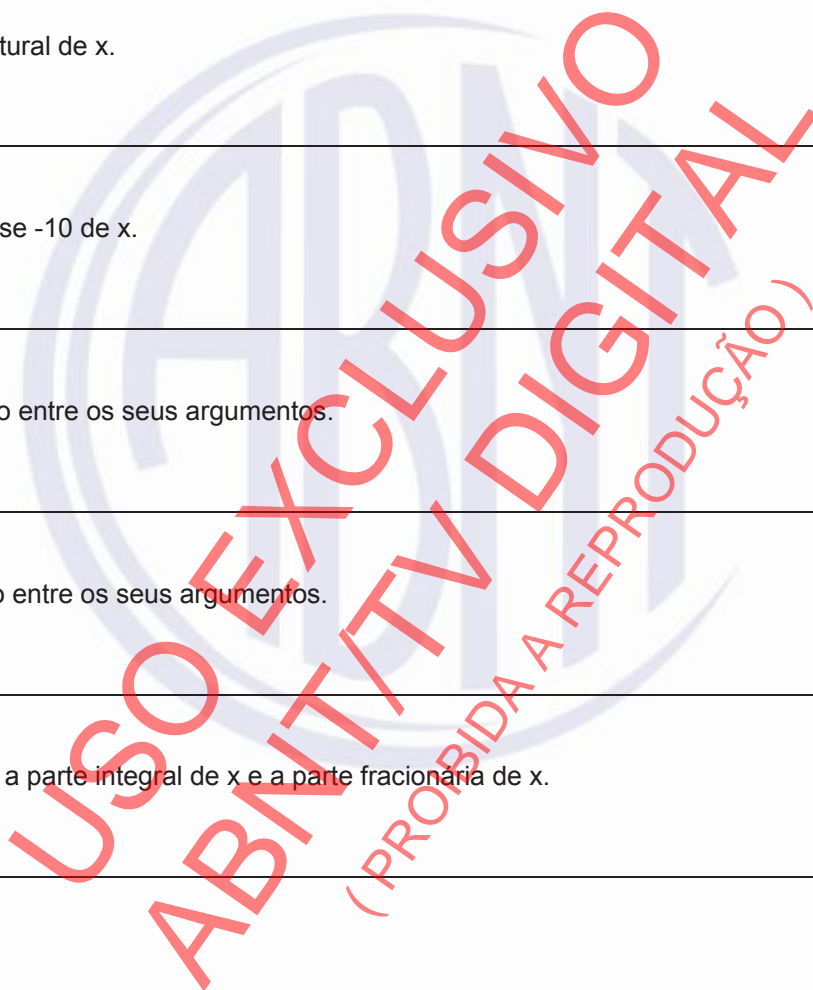 tural de x.
se -10 de x.
o entre os seus argumentos.
o entre os seus argumentos.
a parte integral de x e a parte fracionária de x.
USO EXCLUSIVO
ABNT/TV DIGITAL
( PROIBIDA A REPRODUÇÃO )
ABNT